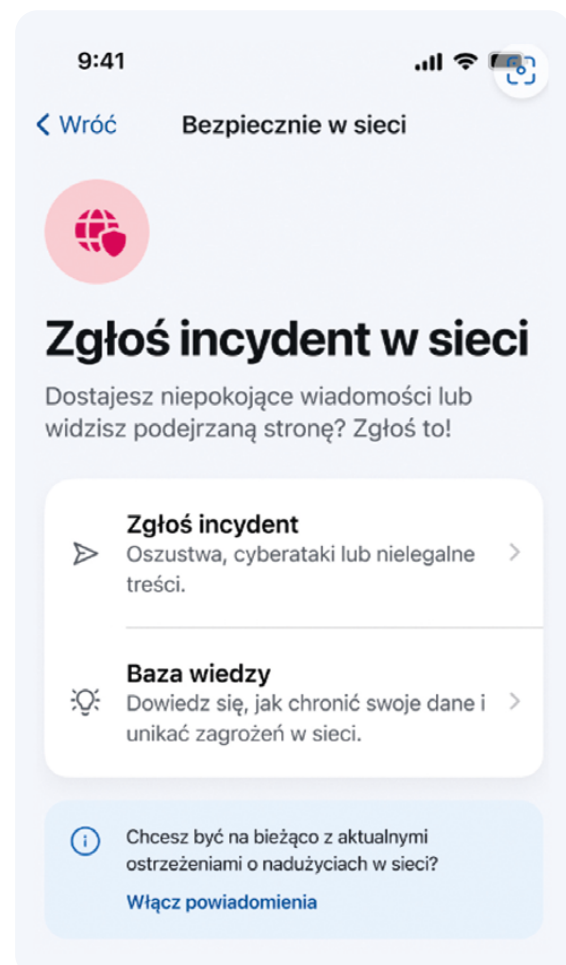 9:41
Wróć
Bezpiecznie w sieci
Zgłoś incydent w sieci
Dostajesz niepokojące wiadomości lub
widzisz podejrzaną stronę? Zgłoś to!
Zgłoś incydent
Oszustwa, cyberataki lub nielegalne
treści.
Baza wiedzy
Dowiedz się, jak chronić swoje dane i
unikać zagrożeń w sieci.
Chcesz być na bieżąco z aktualnymi
ostrzeżeniami o nadużyciach w sieci?
Włącz powiadomienia